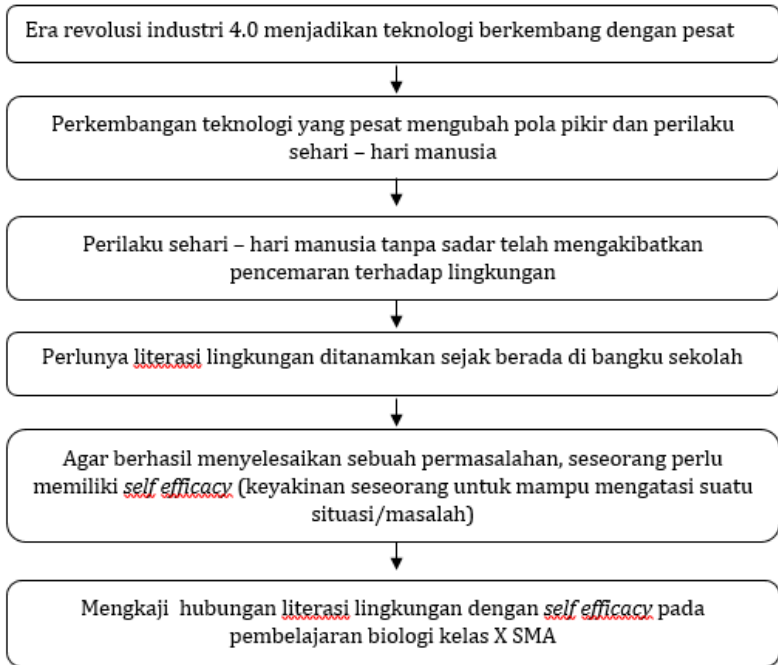 Era revolusi industri 4.0 menjadikan teknologi berkembang dengan pesat
Perkembangan teknologi yang pesat mengubah pola pikir dan perilaku
sehari – hari manusia
Perilaku sehari – hari manusia tanpa sadar telah mengakibatkan
pencemaran terhadap lingkungan
Perlunya literasi lingkungan ditanamkan sejak berada di bangku sekolah
Agar berhasil menyelesaikan sebuah permasalahan, seseorang perlu
memiliki self efficacy (keyakinan seseorang untuk mampu mengatasi suatu
situasi/masalah)
Mengkaji hubungan literasi lingkungan dengan self efficacy pada
pembelajaran biologi kelas X SMA